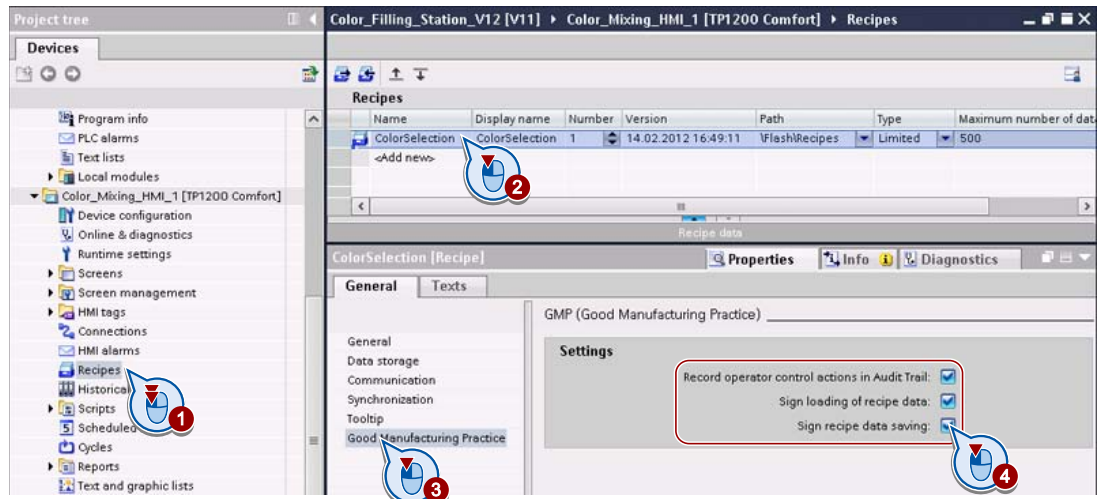 Project tree
Devices
Program info
PLC alarms
Text lists
Local modules
Color_Mixing_HMI_1 [TP1200 Comfort]
Device configuration
Online & diagnostics
Runtime settings
Screens
Screen management
HMI tags
Connections
HMI alarms
Recipes
Historical
Scripts
Scheduled
Cycles
Reports
Text and graphic lists
1
Color_Filling_Station_V12 [V11] ▸ Color_Mixing_HMI_1 [TP1200 Comfort] ▸ Recipes
Recipes
Name Display name Number Version Path Type Maximum number of dat
ColorSelection ColorSelection 1 14.02.2012 16:49:11 \Flash\Recipes Limited 500
<Add new>
2
Recipe data
ColorSelection [Recipe] Properties Info Diagnostics
General Texts
General
Data storage
Communication
Synchronization
Tooltip
Good Manufacturing Practice
3
GMP (Good Manufacturing Practice)
Settings
Record operator control actions in Audit Trail:
Sign loading of recipe data:
Sign recipe data saving:
4